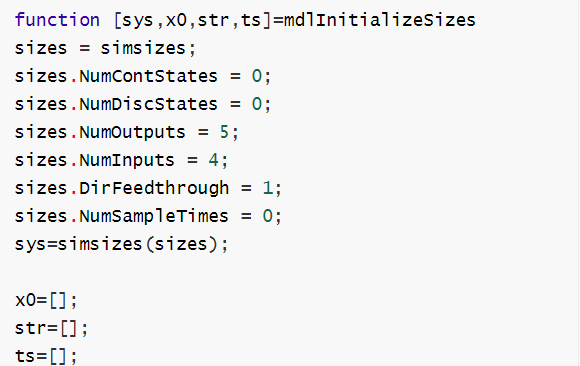 function [sys,x0,str,ts]=mdlInitializeSizes
sizes = simsizes;
sizes.NumContStates = 0;
sizes.NumDiscStates = 0;
sizes.NumOutputs = 5;
sizes.NumInputs = 4;
sizes.DirFeedthrough = 1;
sizes.NumSampleTimes = 0;
sys=simsizes(sizes);
x0=[];
str=[];
ts=[];